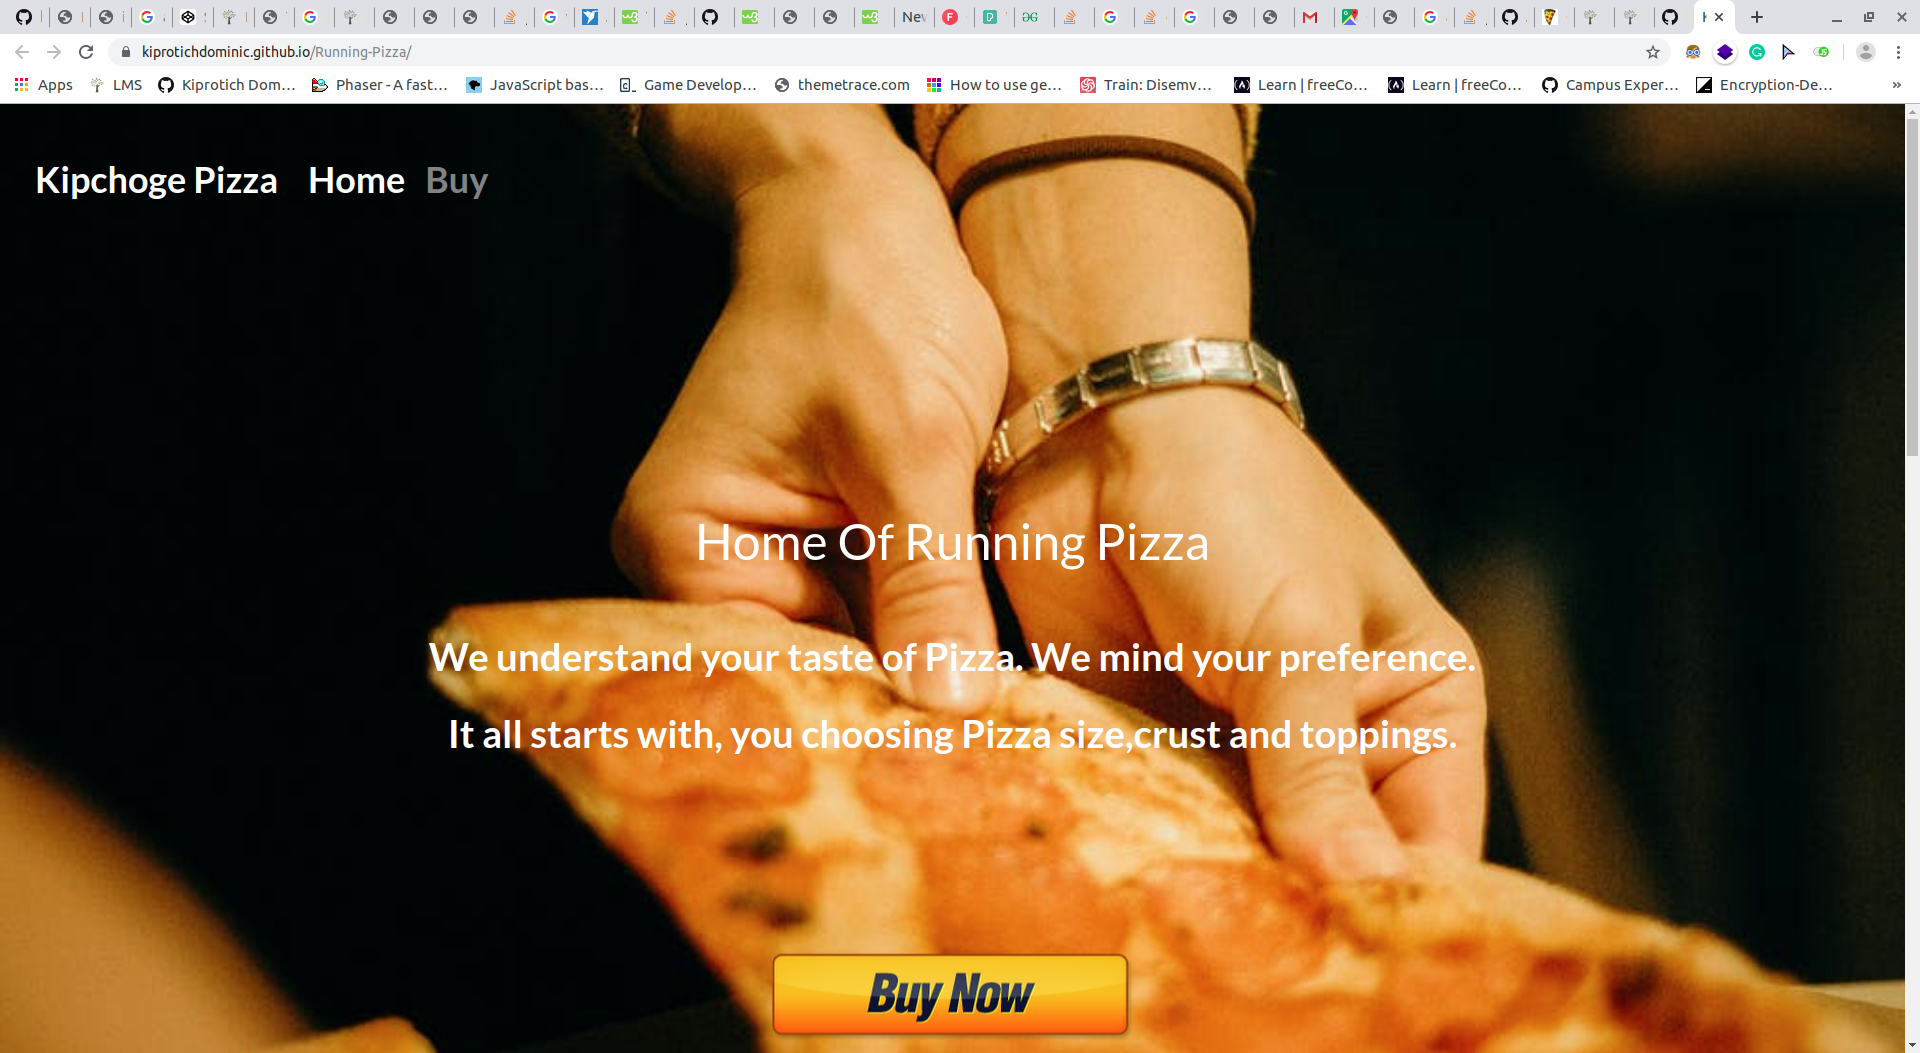 New
kiprotichdominic.github.io/Running-Pizza/
Apps
LMS
Kiprotich Dom...
Phaser - A fast...
JavaScript bas...
Game Develop...
themetrace.com
How to use ge...
Train: Disemv...
Learn | freeCo...
Learn | freeCo...
Campus Exper...
Encryption-De...
»
Kipchoge Pizza Home Buy
Home Of Running Pizza
We understand your taste of Pizza. We mind your preference.
It all starts with, you choosing Pizza size,crust and toppings.
Buy Now